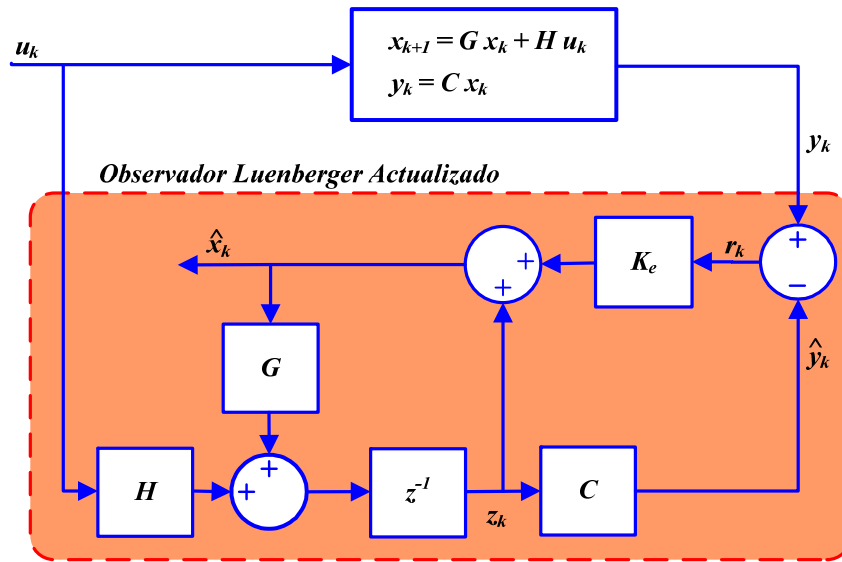 u_k
x_{k+1} = G x_k + H u_k
y_k = C x_k
y_k
Observador Luenberger Actualizado
x̂_k
+
+
K_e
r_k
+
−
ŷ_k
G
H
+
+
z^{-1}
z_k
C